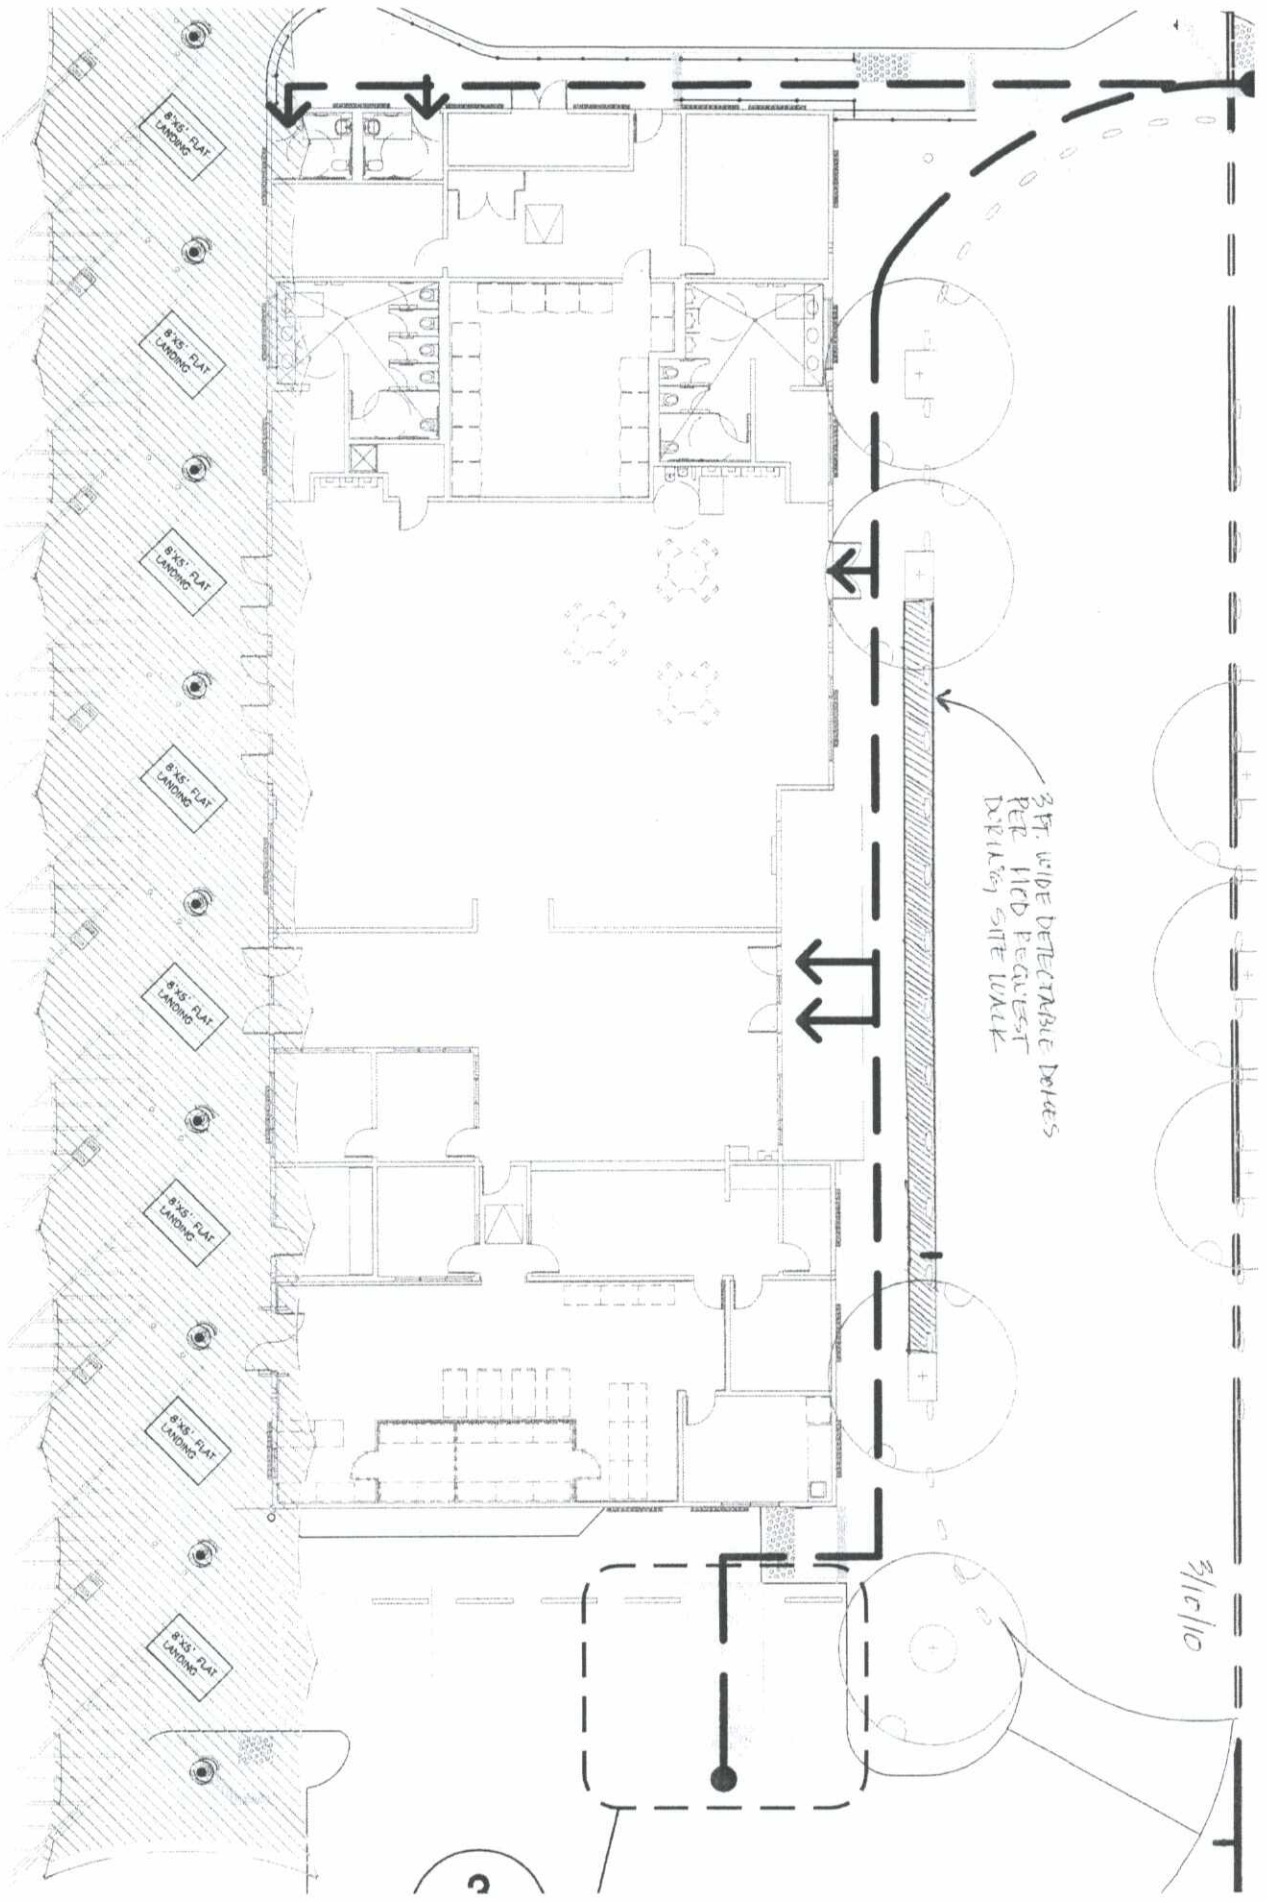 8'X5' FLAT
LANDING
8'X5' FLAT
LANDING
8'X5' FLAT
LANDING
8'X5' FLAT
LANDING
8'X5' FLAT
LANDING
8'X5' FLAT
LANDING
8'X5' FLAT
LANDING
8'X5' FLAT
LANDING
3 FT. WIDE DETECTABLE DOMES
PER MOD REQUEST
DURING SITE WALK
3/10/10